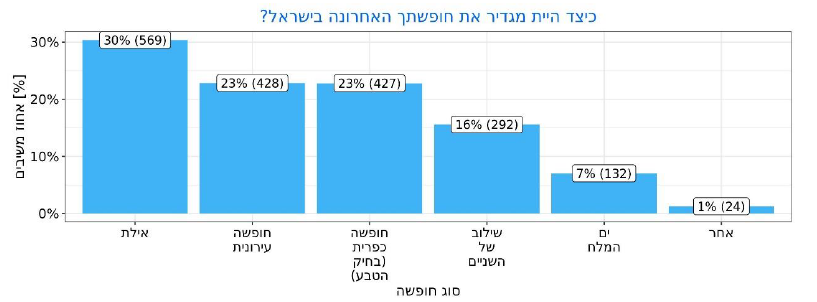 כיצד היית מגדיר את חופשתך האחרונה בישראל?
אחוז משיבים [%]
30%
20%
10%
0%
30% (569)
23% (428)
23% (427)
16% (292)
7% (132)
1% (24)
אילת
חופשה
עירונית
חופשה
כפרית
(בחיק
הטבע)
שילוב
של
השניים
ים
המלח
אחר
סוג חופשה